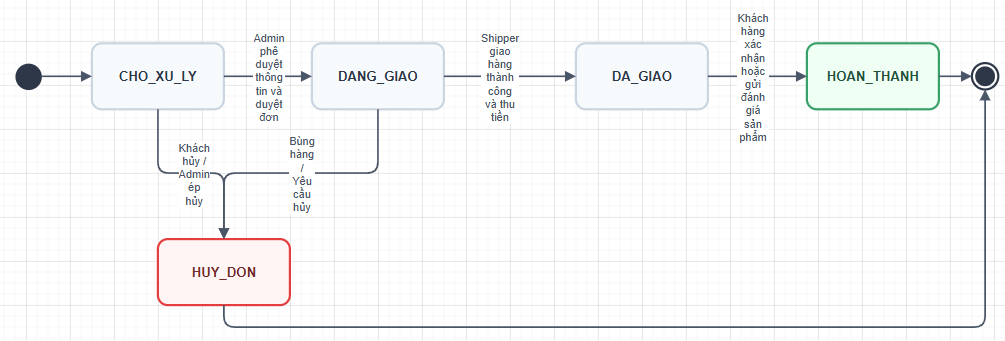 CHO_XU_LY
Admin
phê
duyệt
thông
tin và
duyệt
đơn
DANG_GIAO
Shipper
giao
hàng
thành
công
và thu
tiền
DA_GIAO
Khách
hàng
xác
nhận
hoặc
gửi
đánh
giá
sản
phẩm
HOAN_THANH
Khách
hủy /
Admin
ép
hủy
Bùng
hàng
/
Yêu
cầu
hủy
HUY_DON